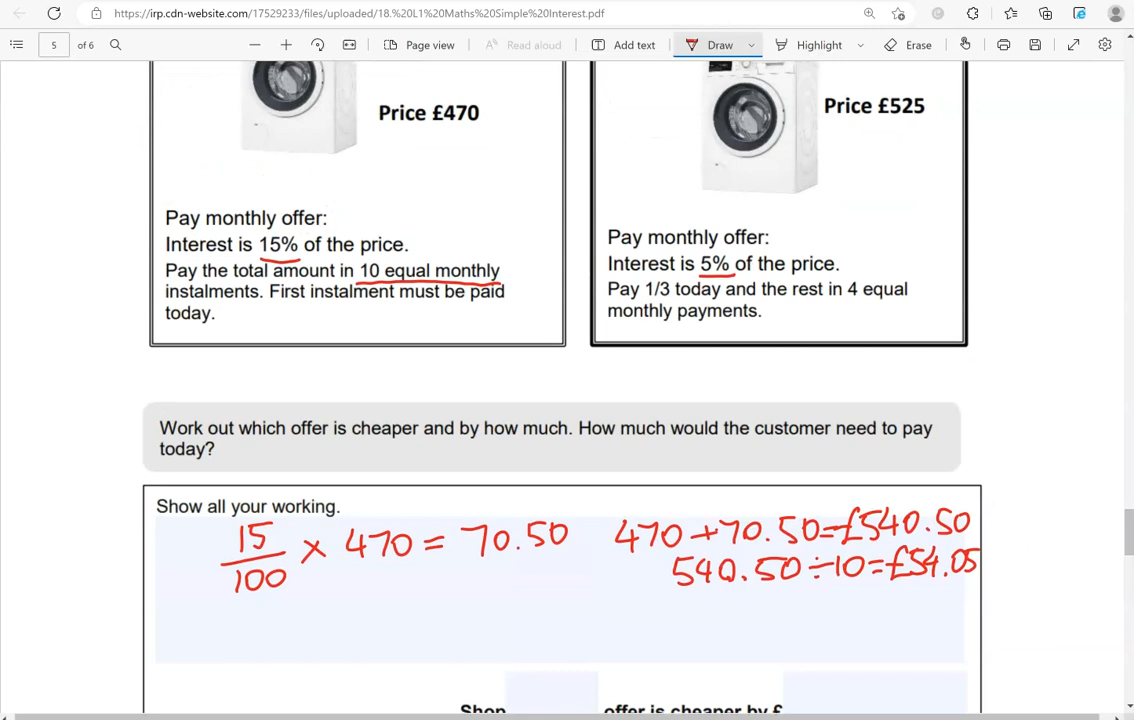 https://irp.cdn-website.com/17529233/files/uploaded/18.%20L1%20Maths%20Simple%20Interest.pdf
5 of 6 Page view Read aloud Add text Draw Highlight Erase
Price £470
Pay monthly offer:
Interest is 15% of the price.
Pay the total amount in 10 equal monthly
instalments. First instalment must be paid
today.
Price £525
Pay monthly offer:
Interest is 5% of the price.
Pay 1/3 today and the rest in 4 equal
monthly payments.
Work out which offer is cheaper and by how much. How much would the customer need to pay
today?
Show all your working.
15/100 × 470 = 70.50
470 + 70.50 = £540.50
540.50 ÷ 10 = £54.05
Shop offer is cheaper by £